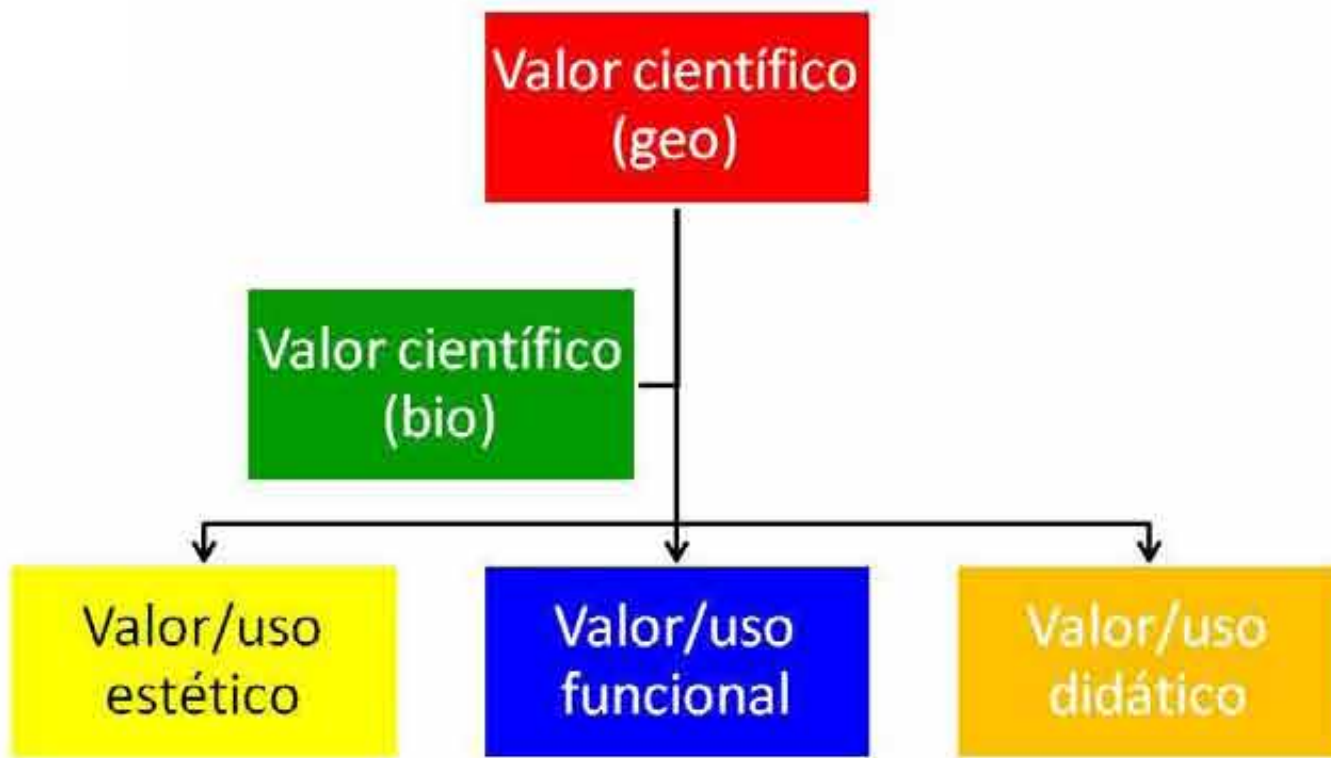 Valor científico
(geo)
Valor científico
(bio)
Valor/uso
estético
Valor/uso
funcional
Valor/uso
didático